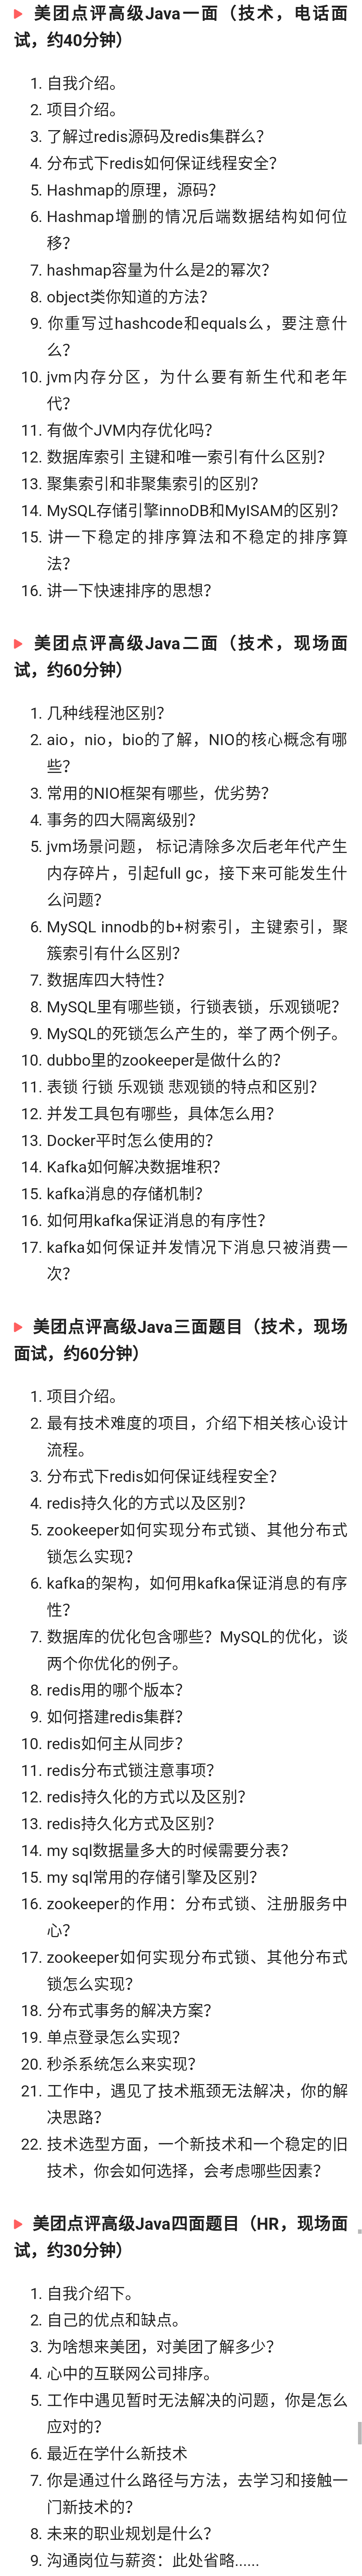 美团点评高级Java一面（技术，电话面
试，约40分钟）
1. 自我介绍。
2. 项目介绍。
3. 了解过redis源码及redis集群么？
4. 分布式下redis如何保证线程安全？
5. Hashmap的原理，源码？
6. Hashmap增删的情况后端数据结构如何位
移？
7. hashmap容量为什么是2的幂次？
8. object类你知道的方法？
9. 你重写过hashcode和equals么，要注意什
么？
10. jvm内存分区，为什么要有新生代和老年
代？
11. 有做个JVM内存优化吗？
12. 数据库索引 主键和唯一索引有什么区别？
13. 聚集索引和非聚集索引的区别？
14. MySQL存储引擎innoDB和MyISAM的区别？
15. 讲一下稳定的排序算法和不稳定的排序算
法？
16. 讲一下快速排序的思想？
美团点评高级Java二面（技术，现场面
试，约60分钟）
1. 几种线程池区别？
2. aio，nio，bio的了解，NIO的核心概念有哪
些？
3. 常用的NIO框架有哪些，优劣势？
4. 事务的四大隔离级别？
5. jvm场景问题， 标记清除多次后老年代产生
内存碎片，引起full gc，接下来可能发生什
么问题？
6. MySQL innodb的b+树索引，主键索引，聚
簇索引有什么区别？
7. 数据库四大特性？
8. MySQL里有哪些锁，行锁表锁，乐观锁呢？
9. MySQL的死锁怎么产生的，举了两个例子。
10. dubbo里的zookeeper是做什么的？
11. 表锁 行锁 乐观锁 悲观锁的特点和区别？
12. 并发工具包有哪些，具体怎么用？
13. Docker平时怎么使用的？
14. Kafka如何解决数据堆积？
15. kafka消息的存储机制？
16. 如何用kafka保证消息的有序性？
17. kafka如何保证并发情况下消息只被消费一
次？
美团点评高级Java三面题目（技术，现场
面试，约60分钟）
1. 项目介绍。
2. 最有技术难度的项目，介绍下相关核心设计
流程。
3. 分布式下redis如何保证线程安全？
4. redis持久化的方式以及区别？
5. zookeeper如何实现分布式锁、其他分布式
锁怎么实现？
6. kafka的架构，如何用kafka保证消息的有序
性？
7. 数据库的优化包含哪些？MySQL的优化，谈
两个你优化的例子。
8. redis用的哪个版本？
9. 如何搭建redis集群？
10. redis如何主从同步？
11. redis分布式锁注意事项？
12. redis持久化的方式以及区别？
13. redis持久化方式及区别？
14. my sql数据量多大的时候需要分表？
15. my sql常用的存储引擎及区别？
16. zookeeper的作用：分布式锁、注册服务中
心？
17. zookeeper如何实现分布式锁、其他分布式
锁怎么实现？
18. 分布式事务的解决方案？
19. 单点登录怎么实现？
20. 秒杀系统怎么来实现？
21. 工作中，遇见了技术瓶颈无法解决，你的解
决思路？
22. 技术选型方面，一个新技术和一个稳定的旧
技术，你会如何选择，会考虑哪些因素？
美团点评高级Java四面题目（HR，现场面
试，约30分钟）
1. 自我介绍下。
2. 自己的优点和缺点。
3. 为啥想来美团，对美团了解多少？
4. 心中的互联网公司排序。
5. 工作中遇见暂时无法解决的问题，你是怎么
应对的？
6. 最近在学什么新技术
7. 你是通过什么路径与方法，去学习和接触一
门新技术的？
8. 未来的职业规划是什么？
9. 沟通岗位与薪资：此处省略......